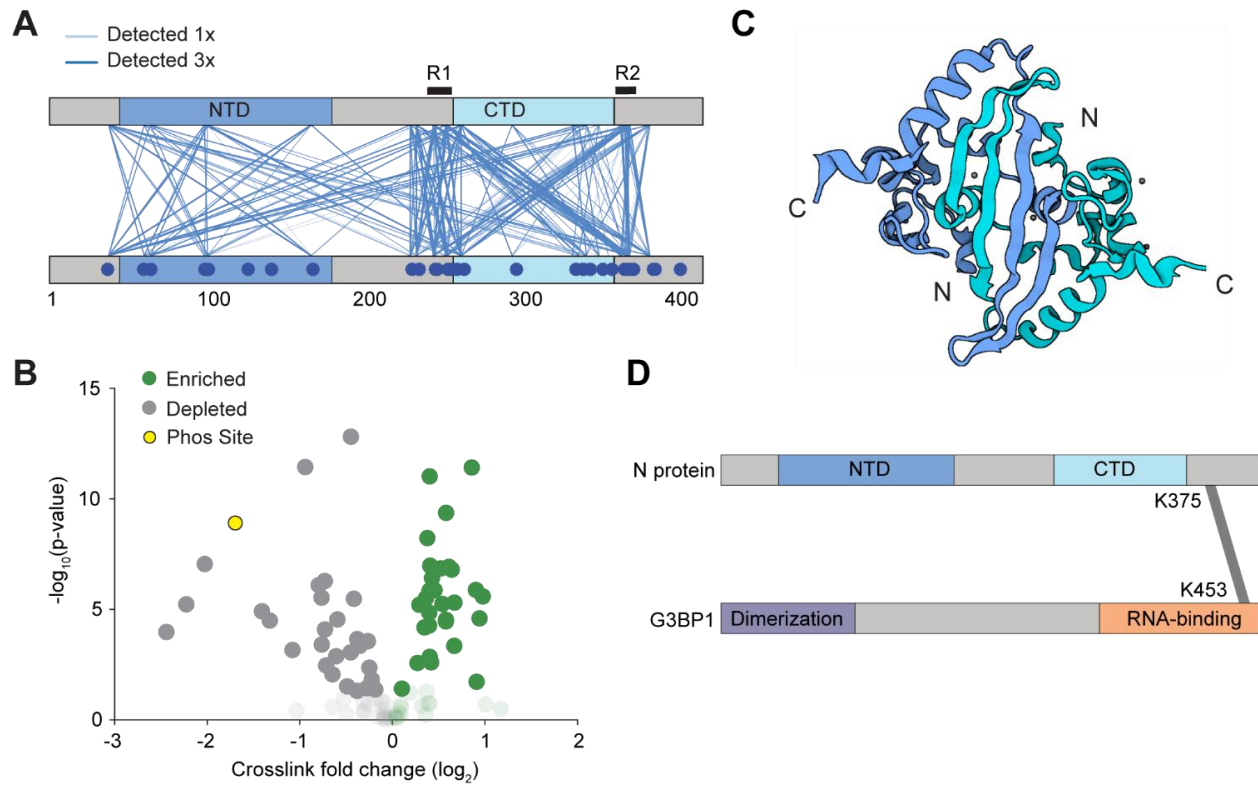 A
Detected 1x
Detected 3x
R1
R2
NTD
CTD
1
100
200
300
400
B
Enriched
Depleted
Phos Site
15
10
5
0
-log10(p-value)
-3
-2
-1
0
1
2
Crosslink fold change (log2)
C
N
C
N
C
D
N protein
NTD
CTD
K375
K453
G3BP1
Dimerization
RNA-binding